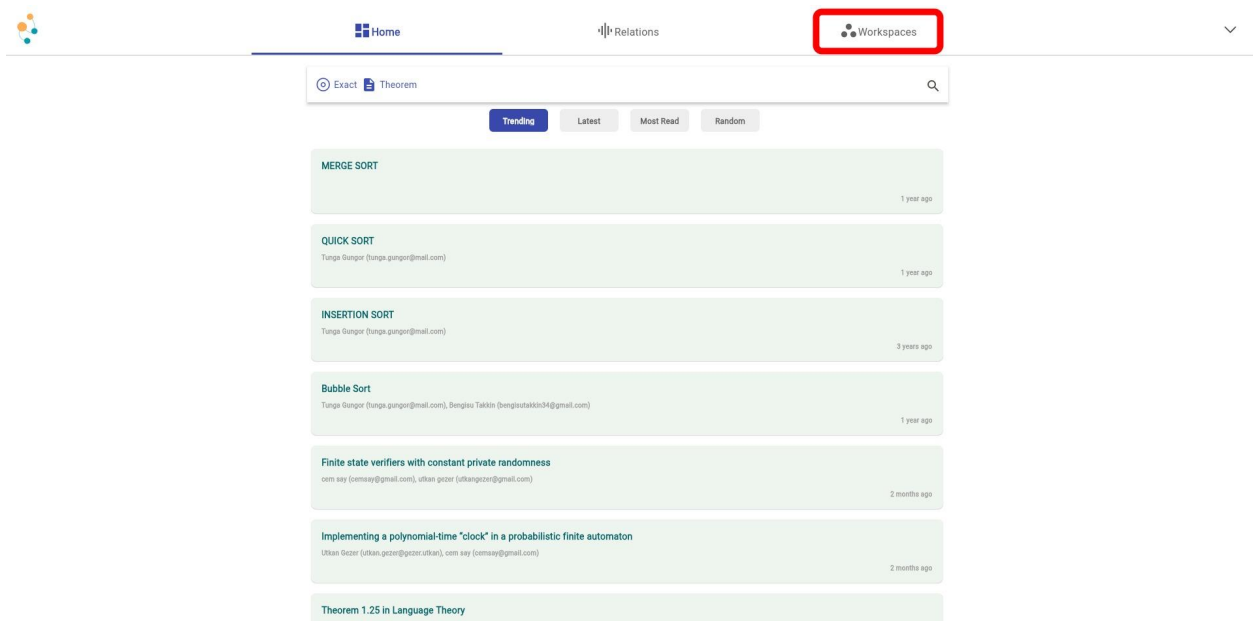 Home
Relations
Workspaces
Exact Theorem
Trending
Latest
Most Read
Random
MERGE SORT
1 year ago
QUICK SORT
Tunga Gungor (tunga.gungor@mail.com)
1 year ago
INSERTION SORT
Tunga Gungor (tunga.gungor@mail.com)
3 years ago
Bubble Sort
Tunga Gungor (tunga.gungor@mail.com), Bengisu Takkin (bengisutakkin34@gmail.com)
1 year ago
Finite state verifiers with constant private randomness
cem say (cemsay@gmail.com), utkan gezer (utkangezer@gmail.com)
2 months ago
Implementing a polynomial-time “clock” in a probabilistic finite automaton
Utkan Gezer (utkan.gezer@gezer.utkan), cem say (cemsay@gmail.com)
2 months ago
Theorem 1.25 in Language Theory